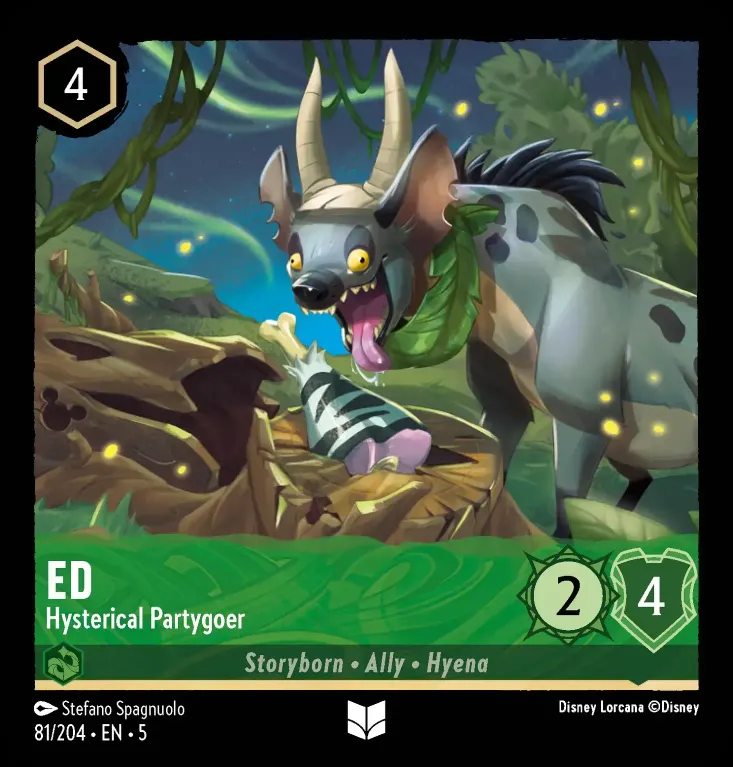 4
ED
Hysterical Partygoer
2
4
Storyborn • Ally • Hyena
Stefano Spagnuolo
Disney Lorcana ©Disney
81/204 • EN • 5